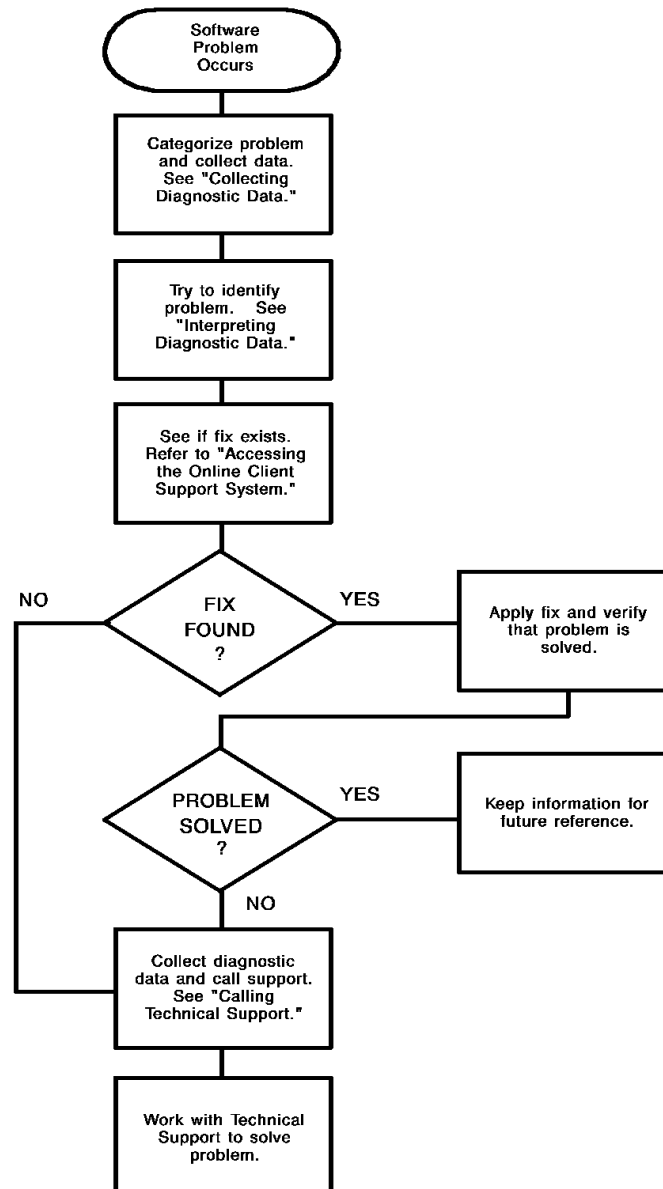 Software
Problem
Occurs
Categorize problem
and collect data.
See "Collecting
Diagnostic Data."
Try to identify
problem. See
"Interpreting
Diagnostic Data."
See if fix exists.
Refer to "Accessing
the Online Client
Support System."
NO
FIX
FOUND
?
YES
Apply fix and verify
that problem is
solved.
PROBLEM
SOLVED
?
YES
Keep information for
future reference.
NO
Collect diagnostic
data and call support.
See "Calling
Technical Support."
Work with Technical
Support to solve
problem.